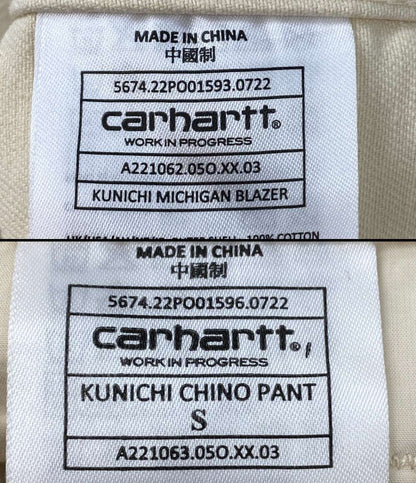 MADE IN CHINA
中國制
5674.22PO01593.0722
carhartt®
WORK IN PROGRESS
A221062.05O.XX.03
KUNICHI MICHIGAN BLAZER
100% COTTON
MADE IN CHINA
中國制
5674.22PO01596.0722
carhartt®
WORK IN PROGRESS
KUNICHI CHINO PANT
S
A221063.05O.XX.03